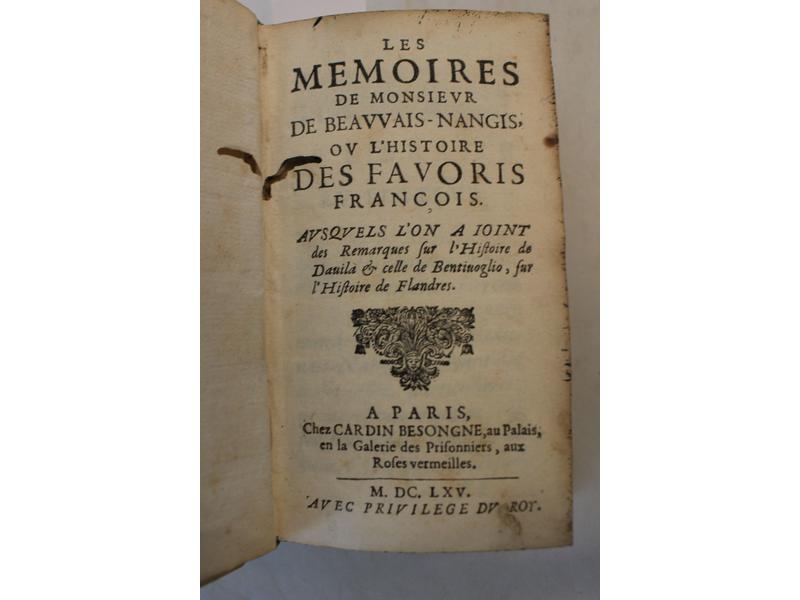 LES
MEMOIRES
DE MONSIEVR
DE BEAVVAIS-NANGIS,
OV L'HISTOIRE
DES FAVORIS
FRANÇOIS.
AVSQVELS L'ON A IOINT
des Remarques ſur l'Hiſtoire de
Dauila & celle de Bentiuoglio, ſur
l'Hiſtoire de Flandres.
A PARIS,
Chez CARDIN BESONGNE, au Palais,
en la Galerie des Priſonniers, aux
Roſes vermeilles.
M. DC. LXV.
AVEC PRIVILEGE DV ROY.